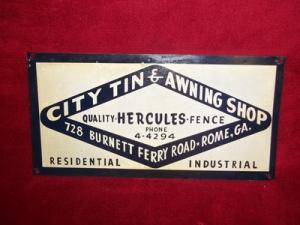 CITY TIN & AWNING SHOP
QUALITY-HERCULES-FENCE
PHONE
4-4294
728 BURNETT FERRY ROAD · ROME, GA.
RESIDENTIAL INDUSTRIAL